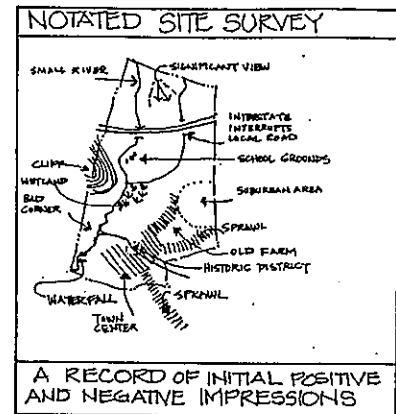 NOTATED SITE SURVEY
SMALL RIVER
SIGNIFICANT VIEW
INTERSTATE
INTERRUPTS
LOCAL ROAD
CLIFF
SCHOOL GROUNDS
WETLAND
SUBURBAN AREA
BAD
CORNER
SPRAWL
OLD FARM
HISTORIC DISTRICT
WATERFALL
SPRAWL
TOWN
CENTER
A RECORD OF INITIAL POSITIVE
AND NEGATIVE IMPRESSIONS